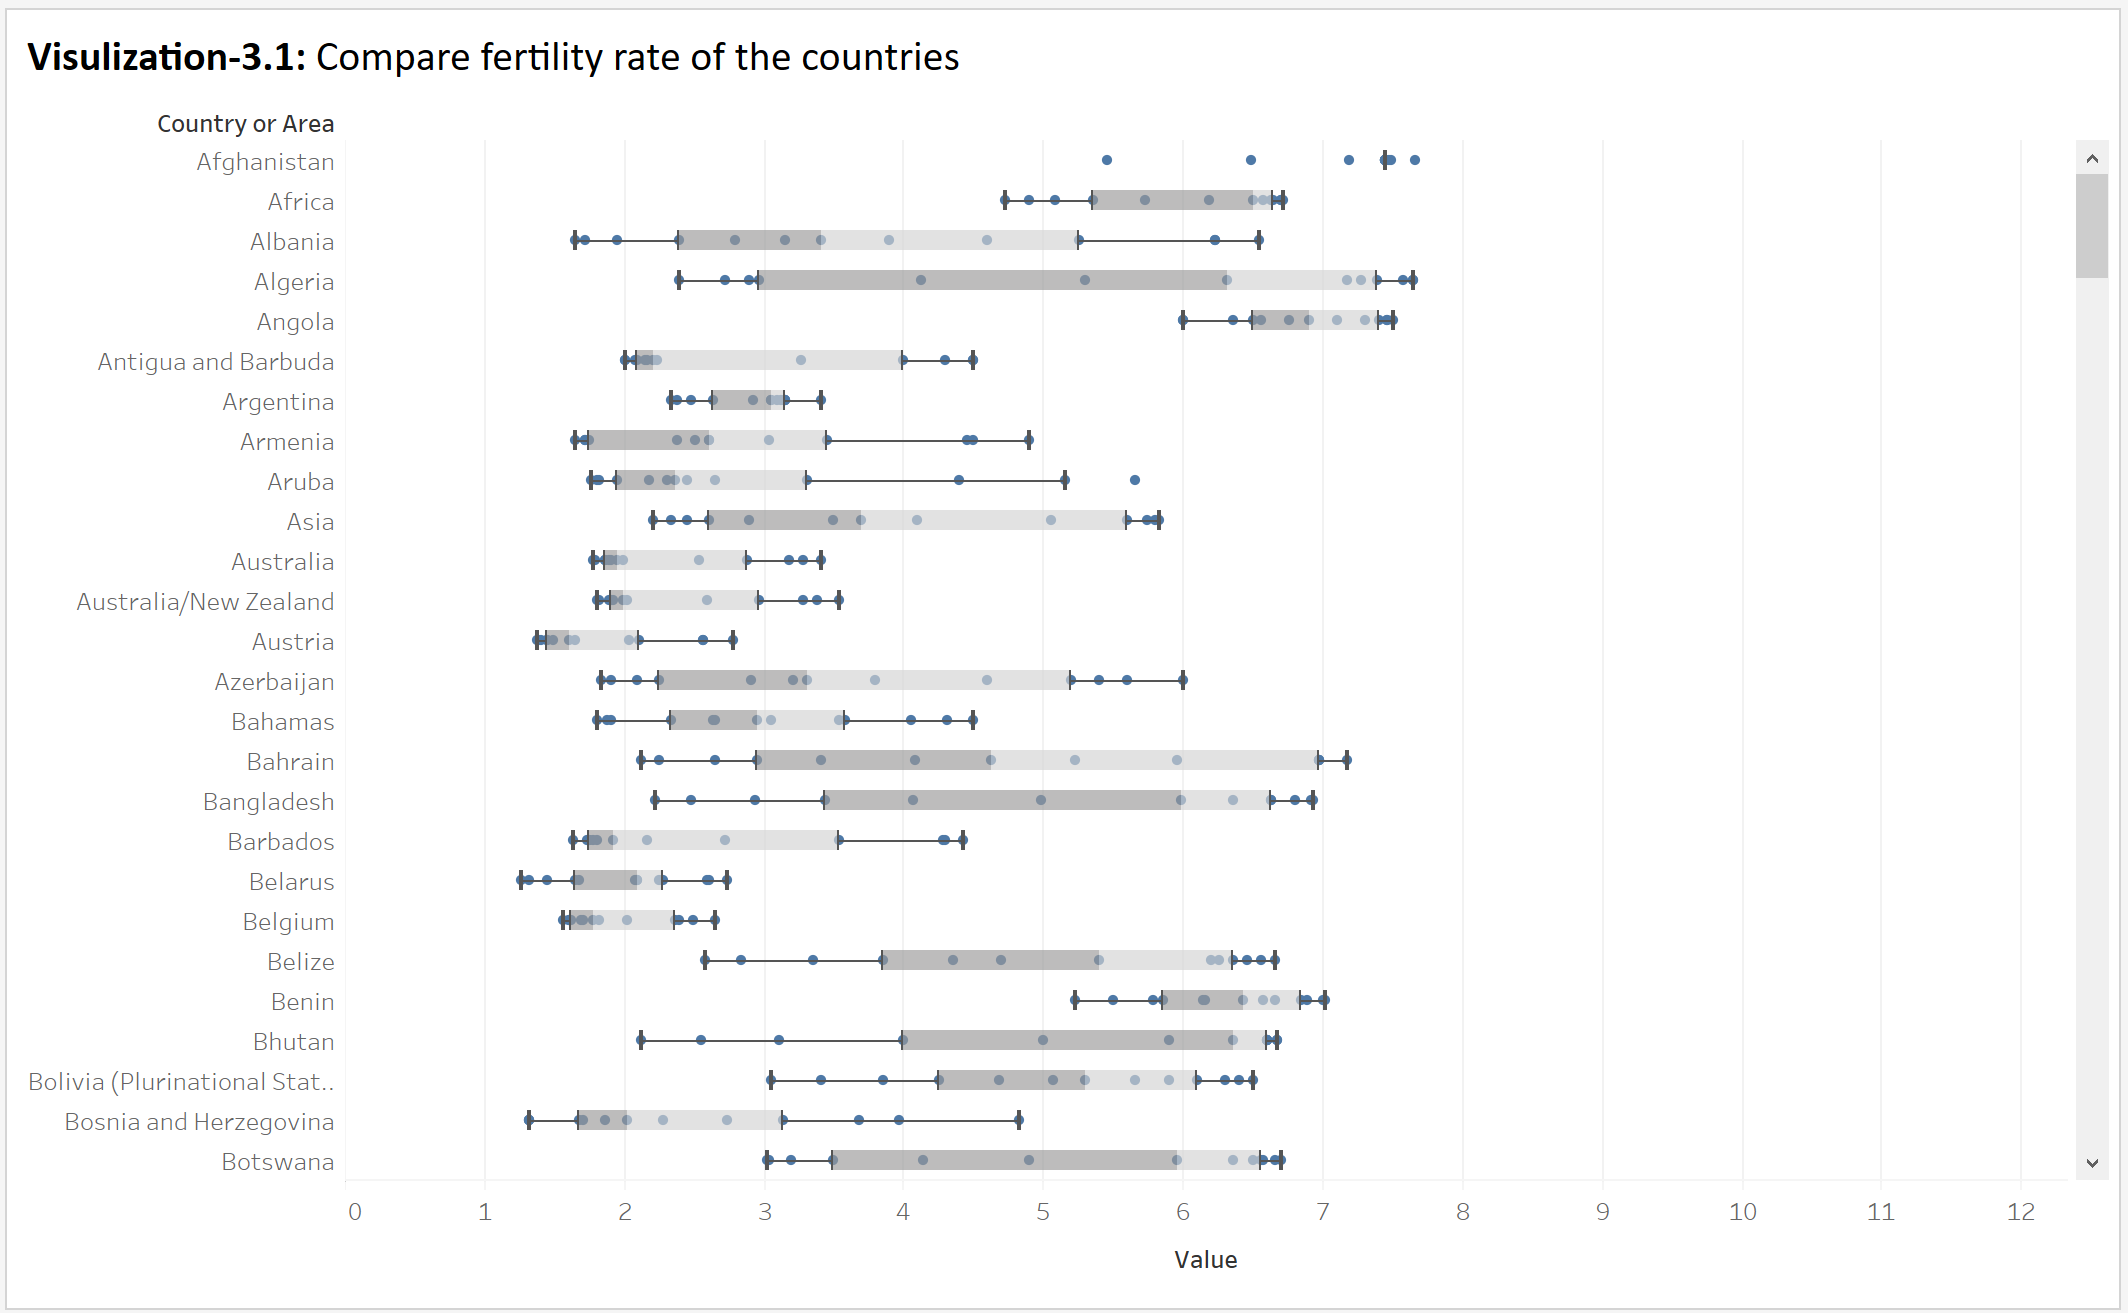 Visulization-3.1: Compare fertility rate of the countries
Country or Area
Afghanistan
Africa
Albania
Algeria
Angola
Antigua and Barbuda
Argentina
Armenia
Aruba
Asia
Australia
Australia/New Zealand
Austria
Azerbaijan
Bahamas
Bahrain
Bangladesh
Barbados
Belarus
Belgium
Belize
Benin
Bhutan
Bolivia (Plurinational Stat..
Bosnia and Herzegovina
Botswana
0 1 2 3 4 5 6 7 8 9 10 11 12
Value